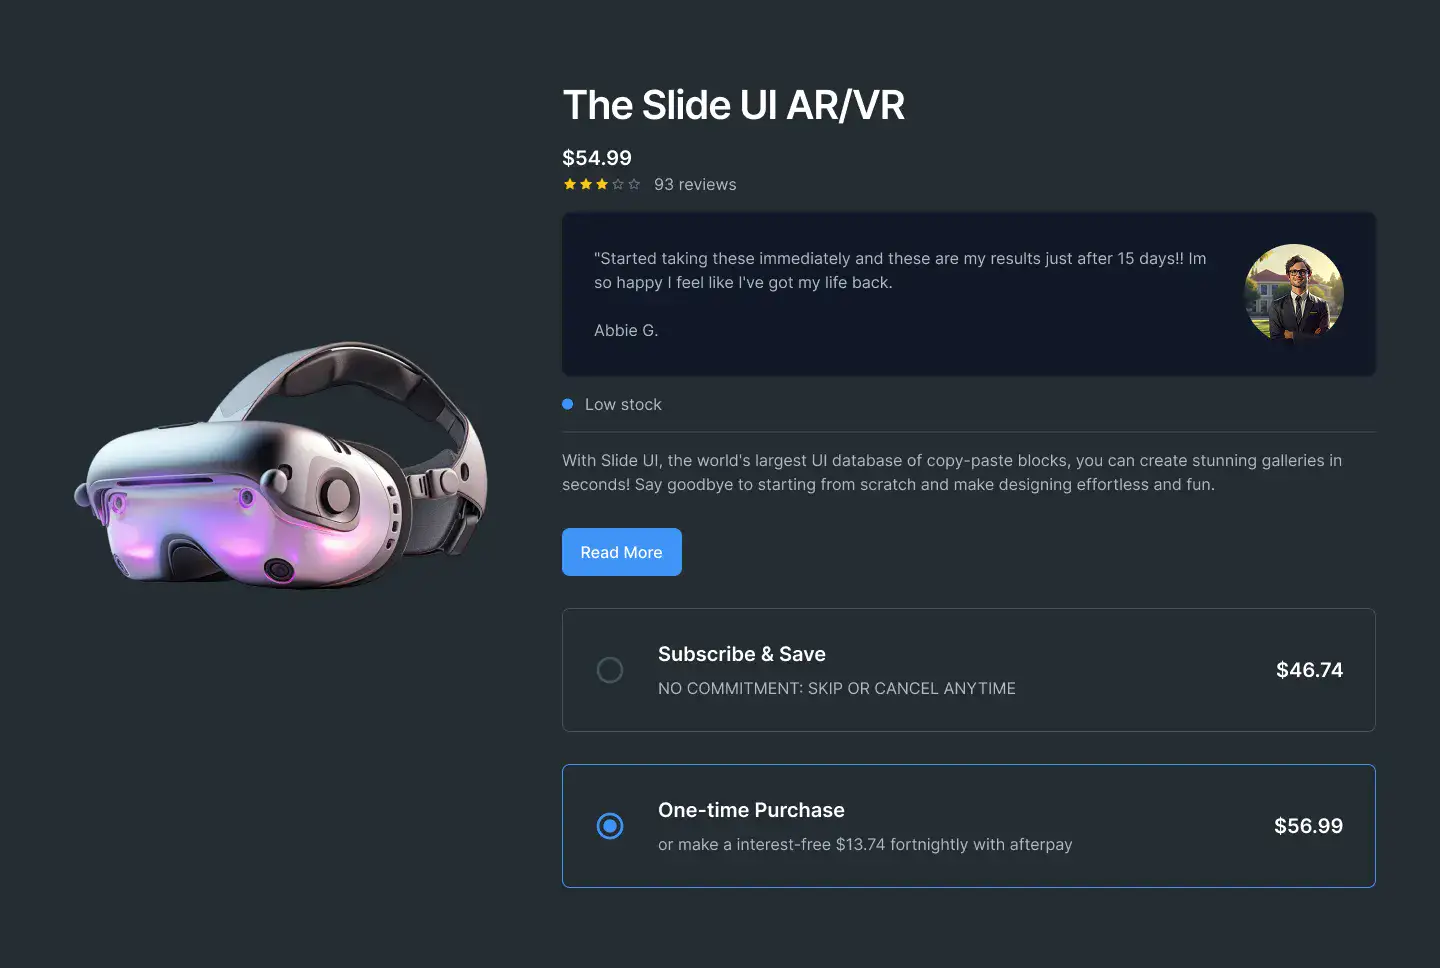 The Slide UI AR/VR
$54.99
93 reviews
"Started taking these immediately and these are my results just after 15 days!! Im
so happy I feel like I've got my life back.
Abbie G.
Low stock
With Slide UI, the world's largest UI database of copy-paste blocks, you can create stunning galleries in
seconds! Say goodbye to starting from scratch and make designing effortless and fun.
Read More
Subscribe & Save
NO COMMITMENT: SKIP OR CANCEL ANYTIME
$46.74
One-time Purchase
or make a interest-free $13.74 fortnightly with afterpay
$56.99